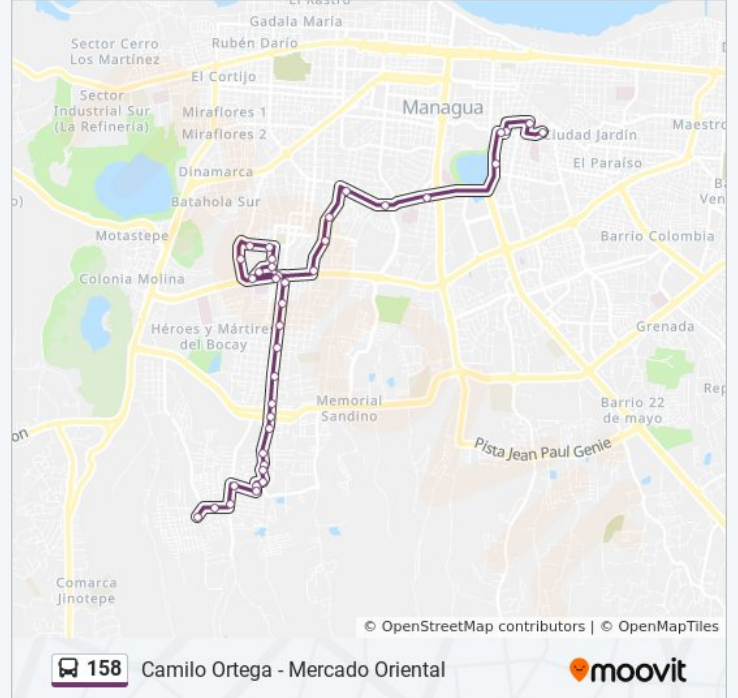 El Rastro
Gadala María
Sector Cerro
Los Martínez
Rubén Darío
El Cortijo
Sector
Industrial Sur
(La Refinería)
Miraflores 1
Miraflores 2
Managua
Ciudad Jardín
Maestro
El Paraíso
Dinamarca
Batahola Sur
Ba
Ven
o)
Motastepe
Barrio Colombia
Colonia Molina
Héroes y Mártires
del Bocay
Grenada
Memorial
Sandino
Rep
Barrio 22
de mayo
on
Pista Jean Paul Genie
Comarca
Jinotepe
© OpenStreetMap contributors | © OpenMapTiles
158 Camilo Ortega - Mercado Oriental
moovit